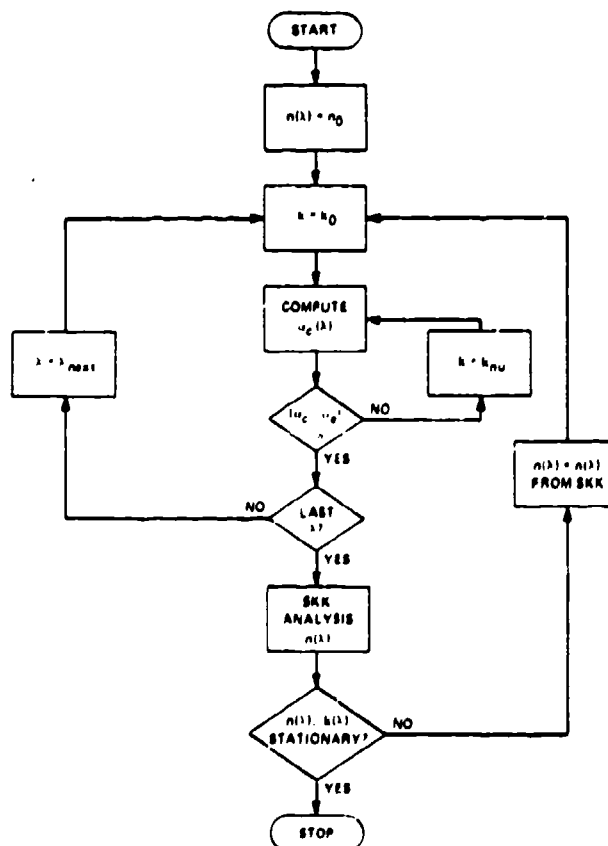 START
n(λ) = n0
k = k0
COMPUTE
αc(λ)
λ = λnext
k = knu
NO
YES
n(λ) = n(λ)
FROM SKK
NO
LAST
λ?
YES
SKK
ANALYSIS
n(λ)
n(λ), k(λ)
STATIONARY?
NO
YES
STOP